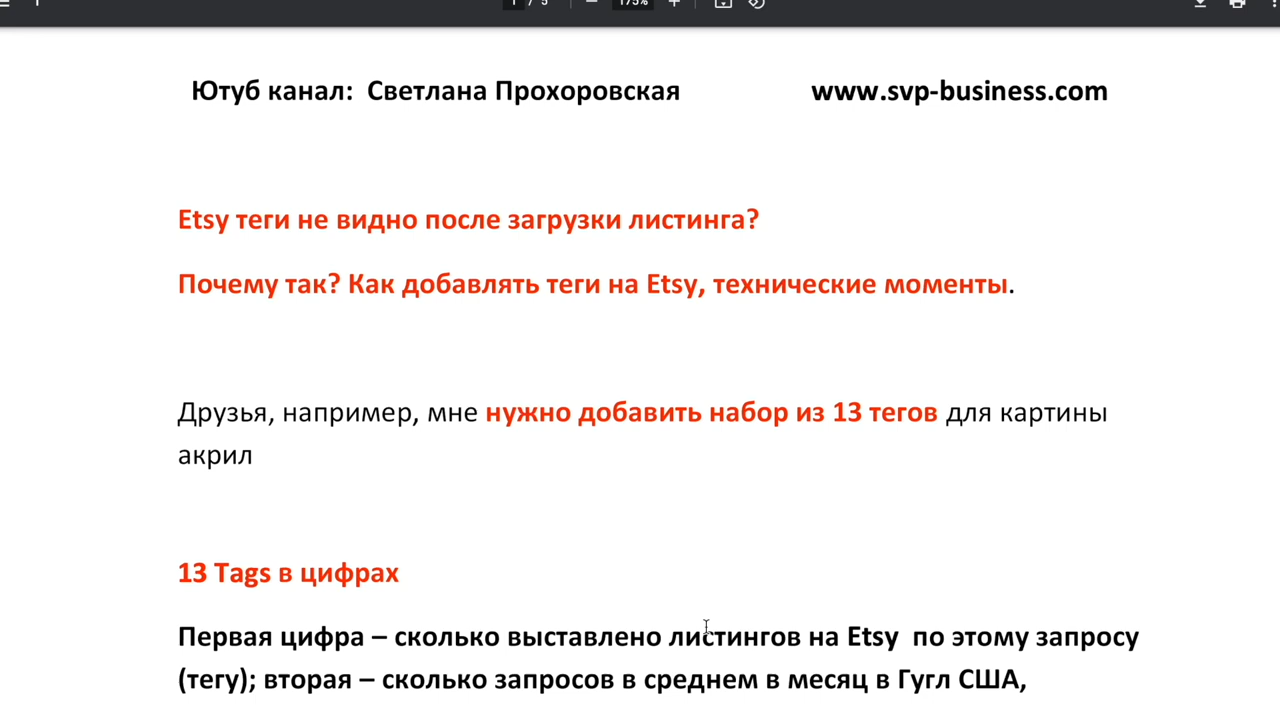 1 / 5 175%
Ютуб канал: Светлана Прохоровская www.svp-business.com
Etsy теги не видно после загрузки листинга?
Почему так? Как добавлять теги на Etsy, технические моменты.
Друзья, например, мне нужно добавить набор из 13 тегов для картины
акрил
13 Tags в цифрах
Первая цифра – сколько выставлено листингов на Etsy по этому запросу
(тегу); вторая – сколько запросов в среднем в месяц в Гугл США,